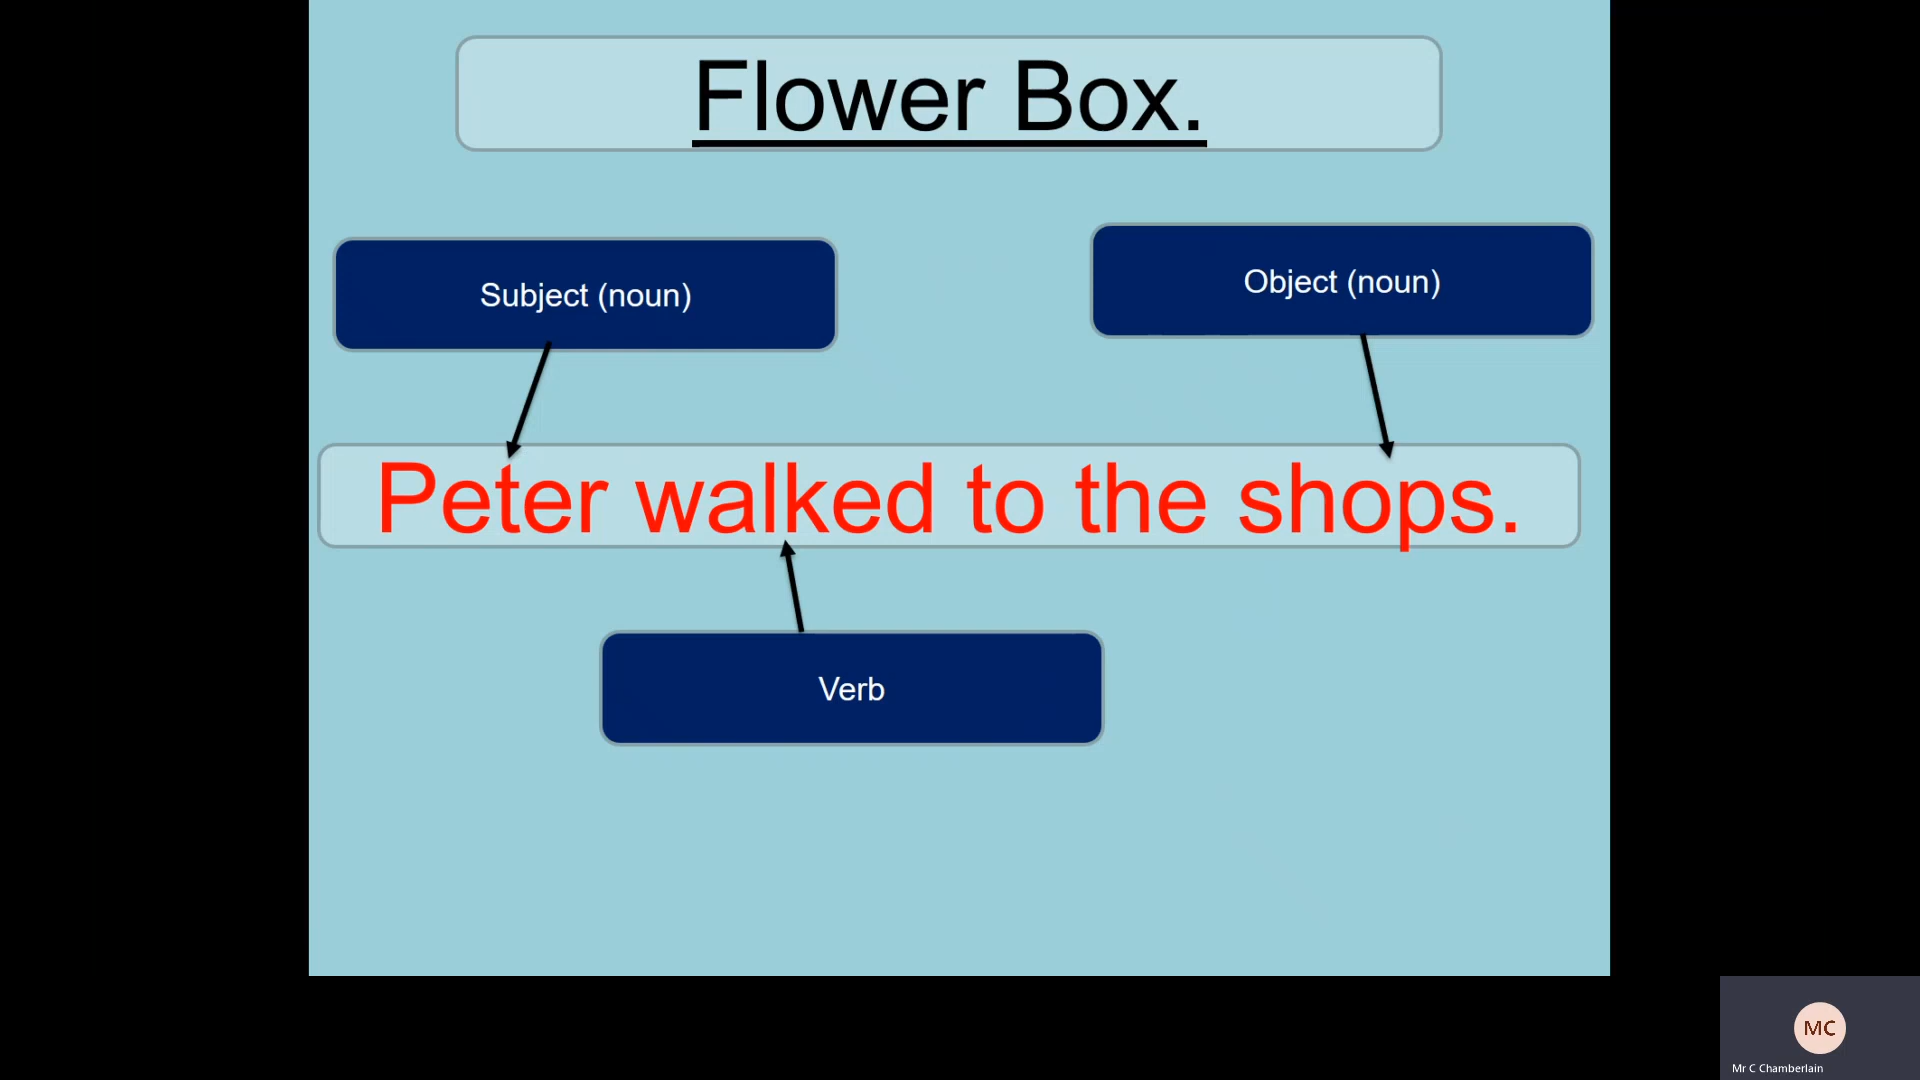 Flower Box.
Subject (noun)
Object (noun)
Peter walked to the shops.
Verb
MC
Mr C Chamberlain